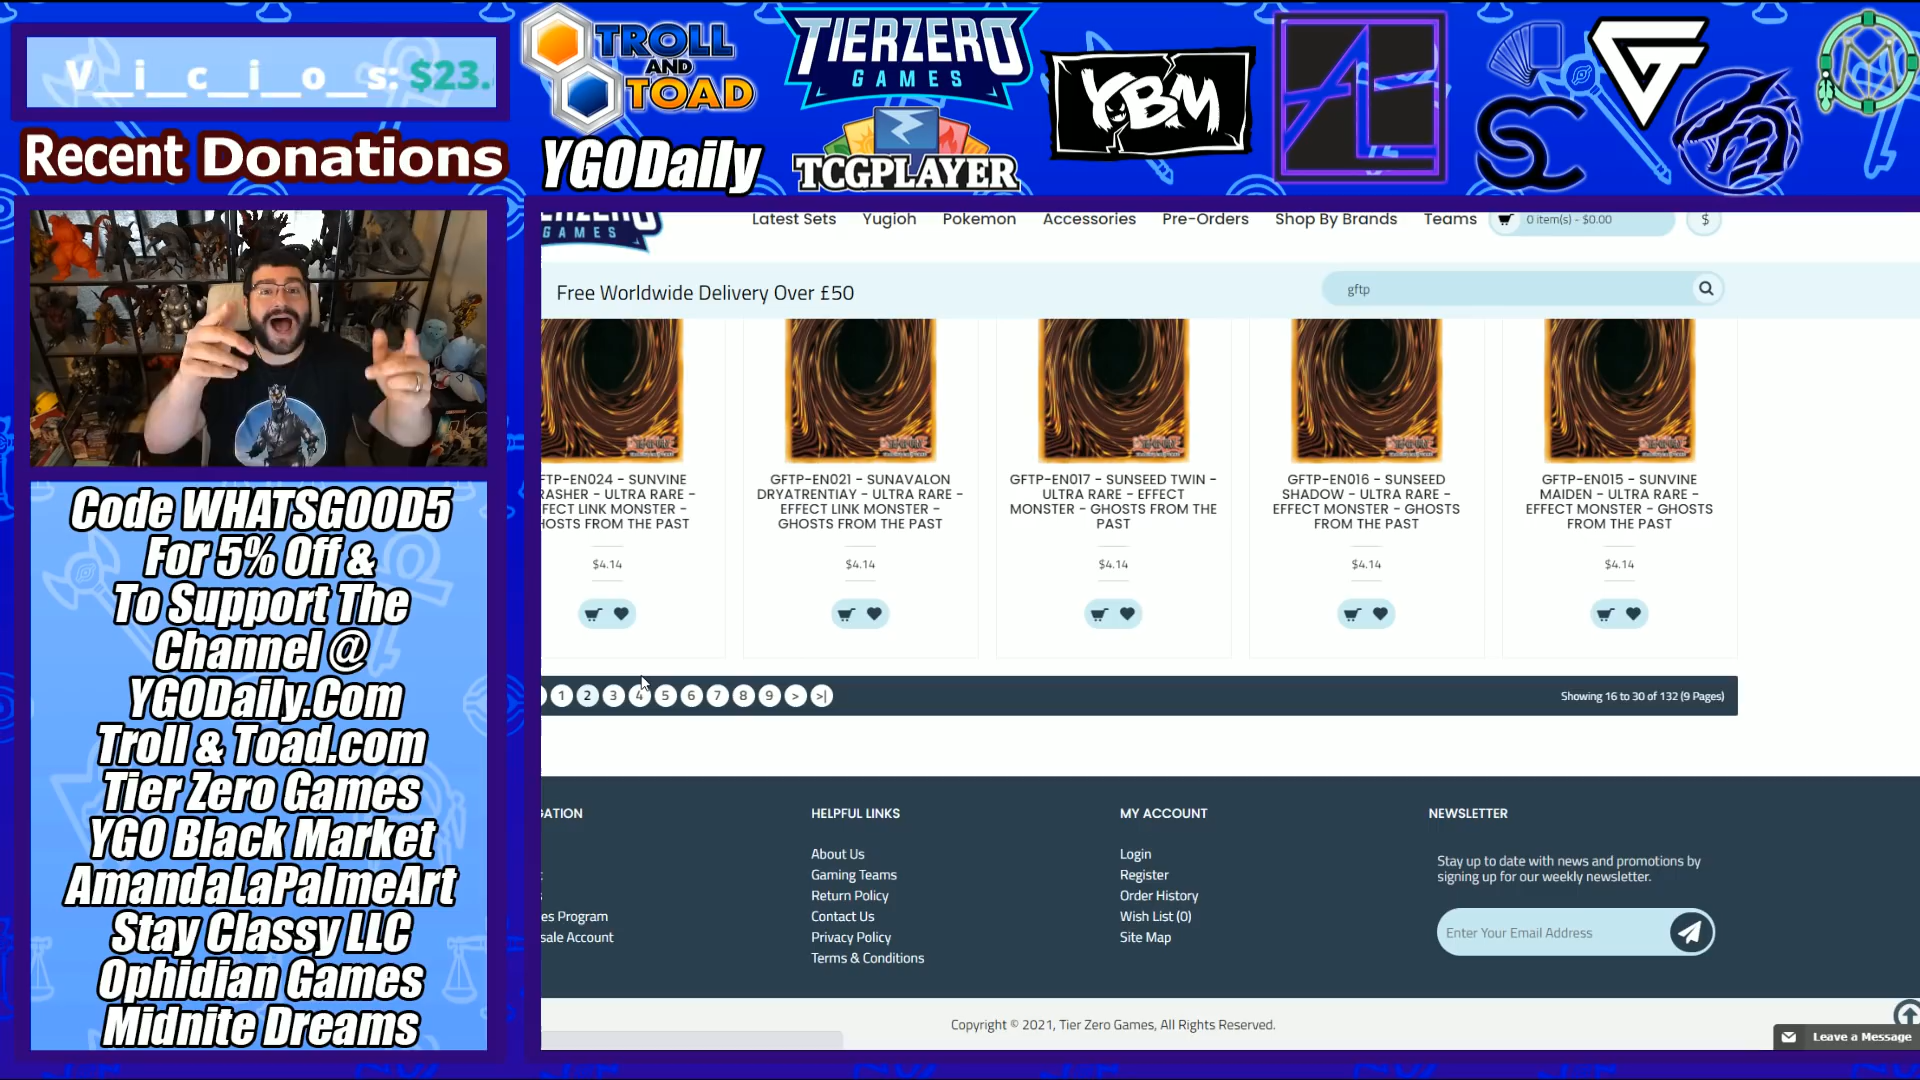 V__i__c__i__o__s: $23.
Recent Donations
TROLL
AND
TOAD
YGODaily
TIERZERO
GAMES
TCGPLAYER
YBM
GAMES
Latest Sets Yugioh Pokemon Accessories Pre-Orders Shop By Brands Teams 0 item(s) - $0.00 $
Free Worldwide Delivery Over £50
gftp
FTP-EN024 - SUNVINE
RASHER - ULTRA RARE -
FECT LINK MONSTER -
HOSTS FROM THE PAST
$4.14
GFTP-EN021 - SUNAVALON
DRYATRENTIAY - ULTRA RARE -
EFFECT LINK MONSTER -
GHOSTS FROM THE PAST
$4.14
GFTP-EN017 - SUNSEED TWIN -
ULTRA RARE - EFFECT
MONSTER - GHOSTS FROM THE
PAST
$4.14
GFTP-EN016 - SUNSEED
SHADOW - ULTRA RARE -
EFFECT MONSTER - GHOSTS
FROM THE PAST
$4.14
GFTP-EN015 - SUNVINE
MAIDEN - ULTRA RARE -
EFFECT MONSTER - GHOSTS
FROM THE PAST
$4.14
1 2 3 4 5 6 7 8 9 > >|
Showing 16 to 30 of 132 (9 Pages)
GATION
es Program
sale Account
HELPFUL LINKS
About Us
Gaming Teams
Return Policy
Contact Us
Privacy Policy
Terms & Conditions
MY ACCOUNT
Login
Register
Order History
Wish List (0)
Site Map
NEWSLETTER
Stay up to date with news and promotions by
signing up for our weekly newsletter.
Enter Your Email Address
Copyright © 2021, Tier Zero Games, All Rights Reserved.
Leave a Message
Code WHATSGOOD5
For 5% Off &
To Support The
Channel @
YGODaily.Com
Troll & Toad.com
Tier Zero Games
YGO Black Market
AmandaLaPalmeArt
Stay Classy LLC
Ophidian Games
Midnite Dreams